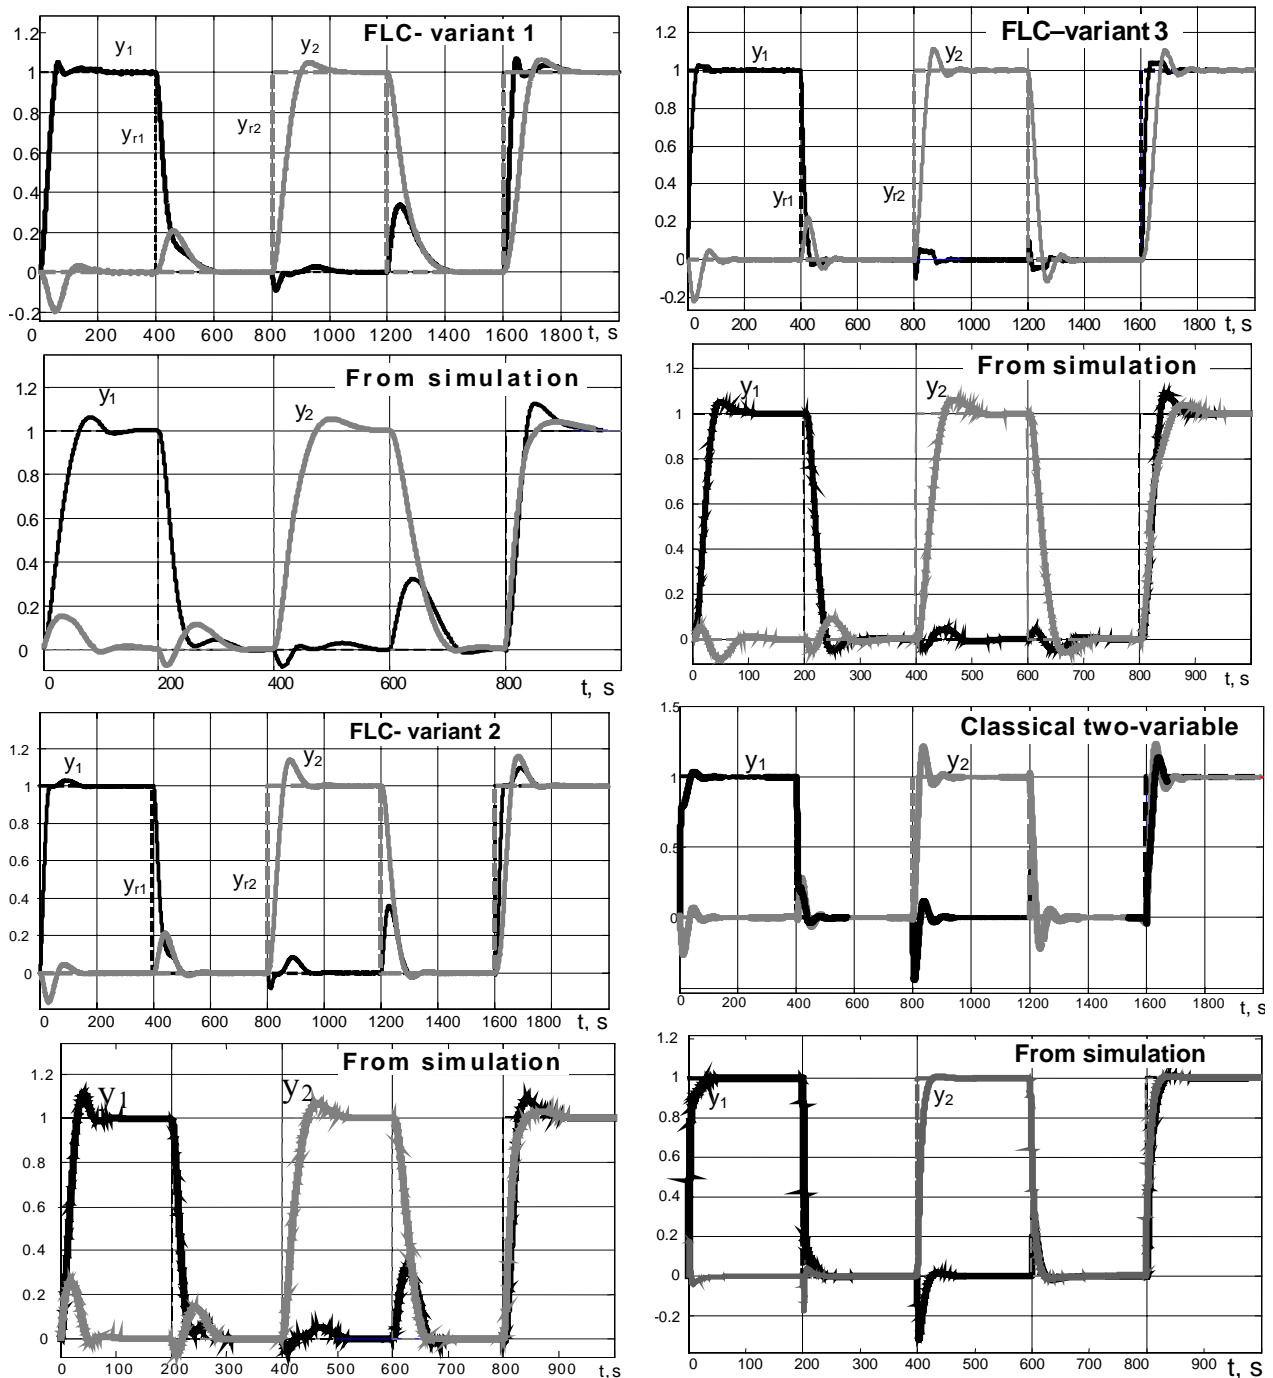 FLC- variant 1
y1
y2
yr1
yr2
1.2
1
0.8
0.6
0.4
0.2
0
-0.2
0 200 400 600 800 1000 1200 1400 1600 1800 t, s
FLC–variant 3
y1
y2
yr1
yr2
1.2
1
0.8
0.6
0.4
0.2
0
-0.2
0 200 400 600 800 1000 1200 1400 1600 1800 t, s
From simulation
y1
y2
1.2
1
0.8
0.6
0.4
0.2
0
0 200 400 600 800
t, s
From simulation
y1
y2
1.2
1
0.8
0.6
0.4
0.2
0
0 100 200 300 400 500 600 700 800 900
t, s
FLC- variant 2
y1
y2
yr1
yr2
1.2
1
0.8
0.6
0.4
0.2
0
0 200 400 600 800 1000 1200 1400 1600 1800
t, s
Classical two-variable
y1
y2
1.5
1
0.5
0
0 200 400 600 800 1000 1200 1400 1600 1800
t, s
From simulation
y1
y2
1.2
1
0.8
0.6
0.4
0.2
0
0 100 200 300 400 500 600 700 800 900
t,s
From simulation
y1
y2
1.2
1
0.8
0.6
0.4
0.2
0
-0.2
0 100 200 300 400 500 600 700 800 900
t, s